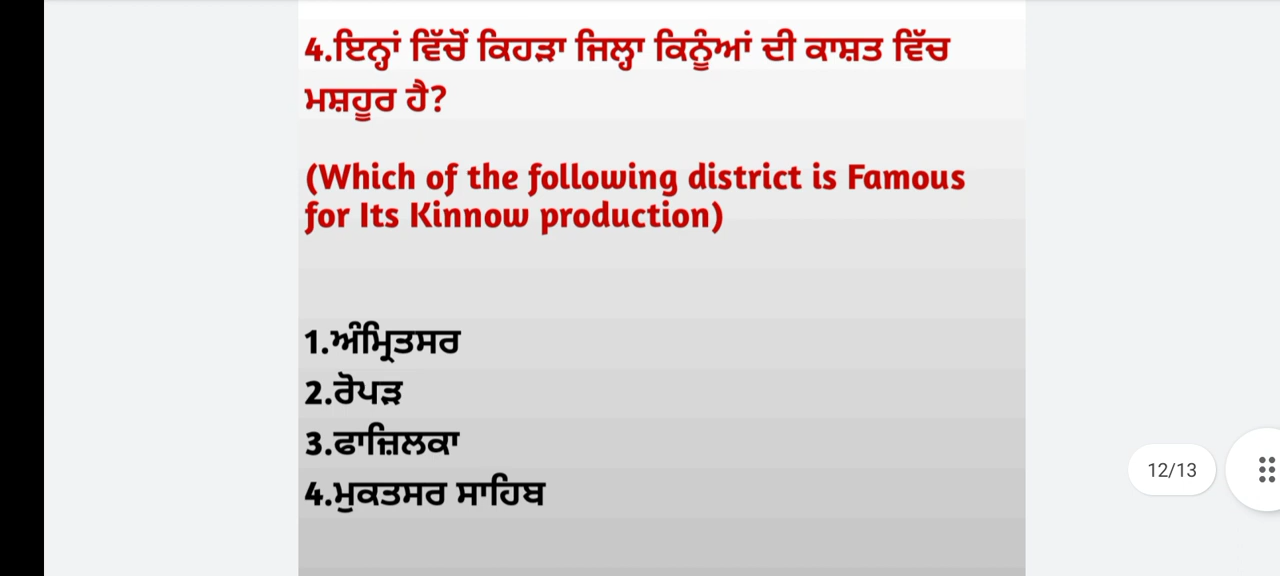 4.ਇਨ੍ਹਾਂ ਵਿੱਚੋਂ ਕਿਹੜਾ ਜਿਲ੍ਹਾ ਕਿਨੂੰਆਂ ਦੀ ਕਾਸ਼ਤ ਵਿੱਚ
ਮਸ਼ਹੂਰ ਹੈ?
(Which of the following district is Famous
for Its Kinnow production)
1.ਅੰਮ੍ਰਿਤਸਰ
2.ਰੋਪੜ
3.ਫਾਜ਼ਿਲਕਾ
4.ਮੁਕਤਸਰ ਸਾਹਿਬ
12/13